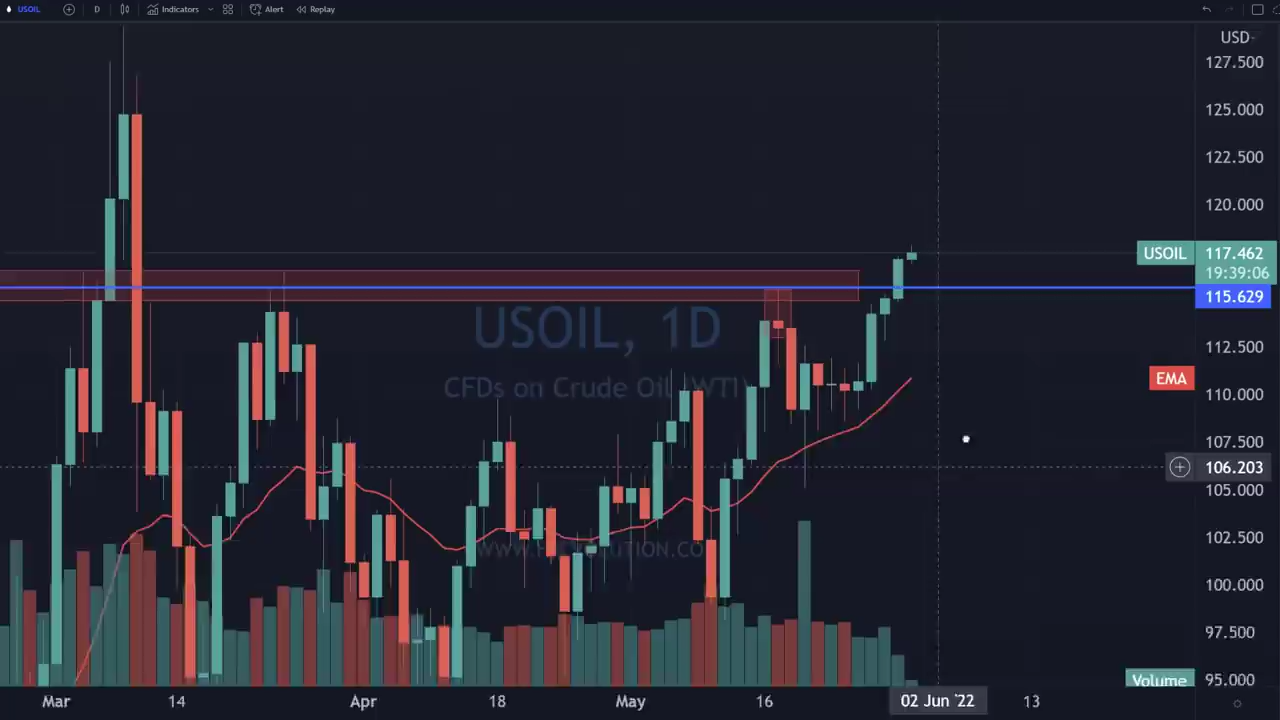 USOIL D Indicators Alert Replay
USD
127.500
125.000
122.500
120.000
USOIL 117.462
19:39:06
115.629
112.500
EMA
110.000
107.500
106.203
105.000
102.500
100.000
97.500
95.000
USOIL, 1D
CFDs on Crude Oil (WTI)
Volume
Mar 14 Apr 18 May 16 02 Jun '22 13